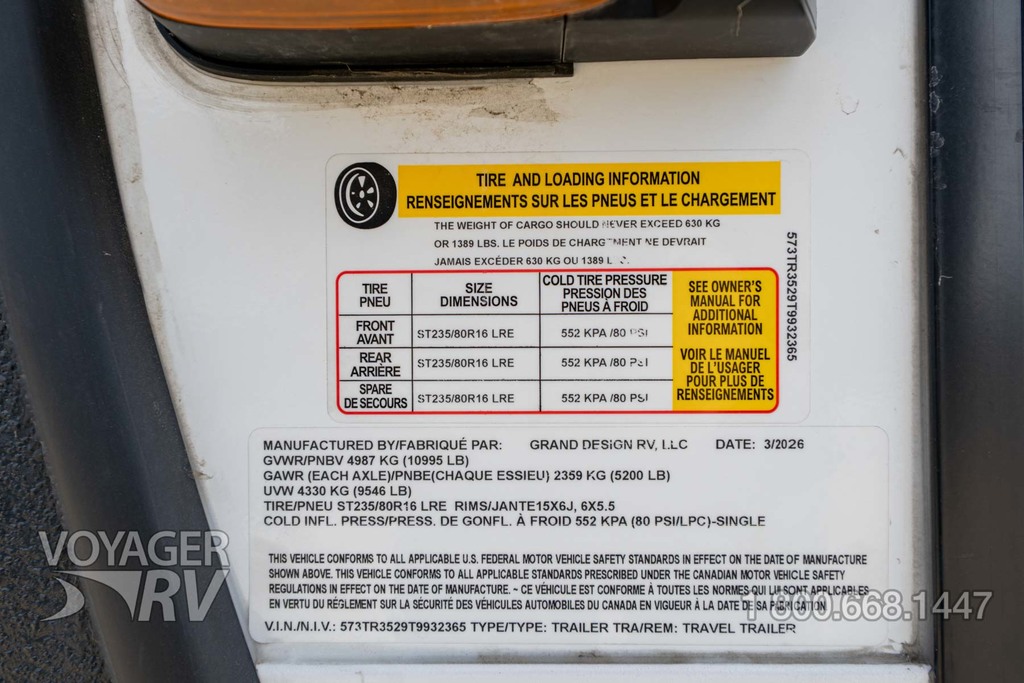 TIRE AND LOADING INFORMATION
RENSEIGNEMENTS SUR LES PNEUS ET LE CHARGEMENT
THE WEIGHT OF CARGO SHOULD NEVER EXCEED 630 KG
OR 1389 LBS. LE POIDS DE CHARGEMENT NE DEVRAIT
JAMAIS EXCÉDER 630 KG OU 1389
TIRE
PNEU
SIZE
DIMENSIONS
COLD TIRE PRESSURE
PRESSION DES
PNEUS À FROID
FRONT
AVANT
ST235/80R16 LRE
552 KPA /80 PSI
REAR
ARRIÈRE
ST235/80R16 LRE
552 KPA /80 PSI
SPARE
DE SECOURS
ST235/80R16 LRE
552 KPA /80 PSI
SEE OWNER'S
MANUAL FOR
ADDITIONAL
INFORMATION
VOIR LE MANUEL
DE L'USAGER
POUR PLUS DE
RENSEIGNEMENTS
573TR3529T9932365
MANUFACTURED BY/FABRIQUÉ PAR: GRAND DESIGN RV, LLC DATE: 3/2026
GVWR/PNBV 4987 KG (10995 LB)
GAWR (EACH AXLE)/PNBE(CHAQUE ESSIEU) 2359 KG (5200 LB)
UVW 4330 KG (9546 LB)
TIRE/PNEU ST235/80R16 LRE RIMS/JANTE15X6J, 6X5.5
COLD INFL. PRESS/PRESS. DE GONFL. À FROID 552 KPA (80 PSI/LPC)-SINGLE
THIS VEHICLE CONFORMS TO ALL APPLICABLE U.S. FEDERAL MOTOR VEHICLE SAFETY STANDARDS IN EFFECT ON THE DATE OF MANUFACTURE
SHOWN ABOVE. THIS VEHICLE CONFORMS TO ALL APPLICABLE STANDARDS PRESCRIBED UNDER THE CANADIAN MOTOR VEHICLE SAFETY
REGULATIONS IN EFFECT ON THE DATE OF MANUFACTURE. ~ CE VÉHICULE EST CONFORME À TOUTES LES NORMES QUI LUI SONT APPLICABLES
EN VERTU DU RÉGLEMENT SUR LA SÉCURITÉ DES VÉHICULES AUTOMOBILES DU CANADA EN VIGUEUR À LA DATE DE SA FABRICATION
V.I.N./N.I.V.: 573TR3529T9932365 TYPE/TYPE: TRAILER TRA/REM: TRAVEL TRAILER
VOYAGER
RV
1·800.668.1447